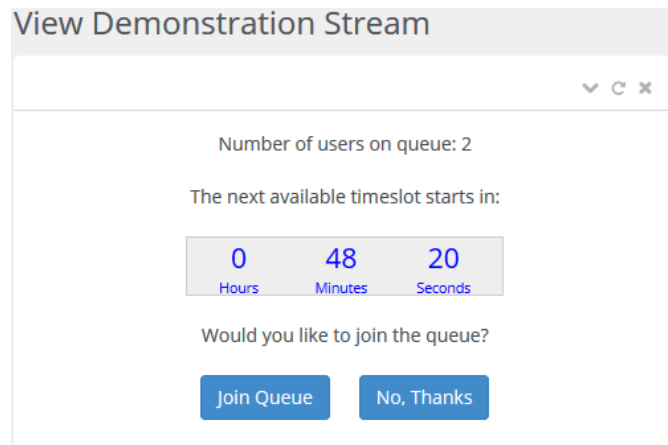 View Demonstration Stream
Number of users on queue: 2
The next available timeslot starts in:
0 48 20
Hours Minutes Seconds
Would you like to join the queue?
Join Queue No, Thanks